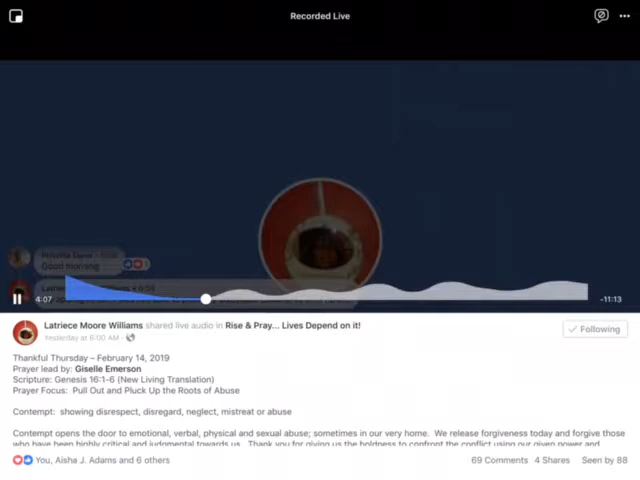 Recorded Live
Good morning
4:07
-11:13
Latriece Moore Williams shared live audio in Rise & Pray... Lives Depend on it!
Yesterday at 6:00 AM
Following
Thankful Thursday – February 14, 2019
Prayer lead by: Giselle Emerson
Scripture: Genesis 16:1-6 (New Living Translation)
Prayer Focus:  Pull Out and Pluck Up the Roots of Abuse
Contempt:  showing disrespect, disregard, neglect, mistreat or abuse
Contempt opens the door to emotional, verbal, physical and sexual abuse; sometimes in our very home.  We release forgiveness today and forgive those
who have been highly critical and judgmental towards us.  Thank you for giving us the boldness to confront the conflict using our given power and
You, Aisha J. Adams and 6 others
69 Comments  4 Shares  Seen by 88